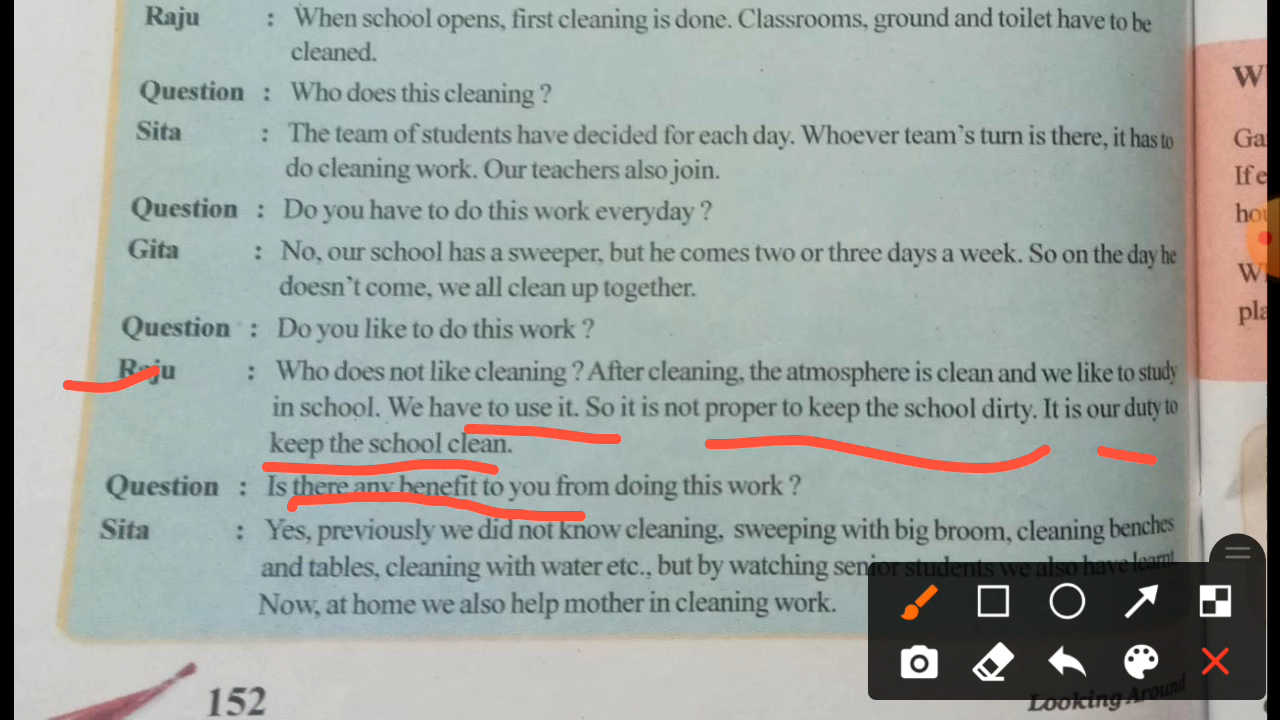 Raju : When school opens, first cleaning is done. Classrooms, ground and toilet have to be
cleaned.
Question : Who does this cleaning ?
Sita : The team of students have decided for each day. Whoever team's turn is there, it has to
do cleaning work. Our teachers also join.
Question : Do you have to do this work everyday ?
Gita : No, our school has a sweeper, but he comes two or three days a week. So on the day he
doesn't come, we all clean up together.
Question : Do you like to do this work ?
Raju : Who does not like cleaning ? After cleaning, the atmosphere is clean and we like to study
in school. We have to use it. So it is not proper to keep the school dirty. It is our duty to
keep the school clean.
Question : Is there any benefit to you from doing this work ?
Sita : Yes, previously we did not know cleaning, sweeping with big broom, cleaning benches
and tables, cleaning with water etc., but by watching senior students we also have learnt
Now, at home we also help mother in cleaning work.
152
Looking Around
W
Ga
If e
W
pla